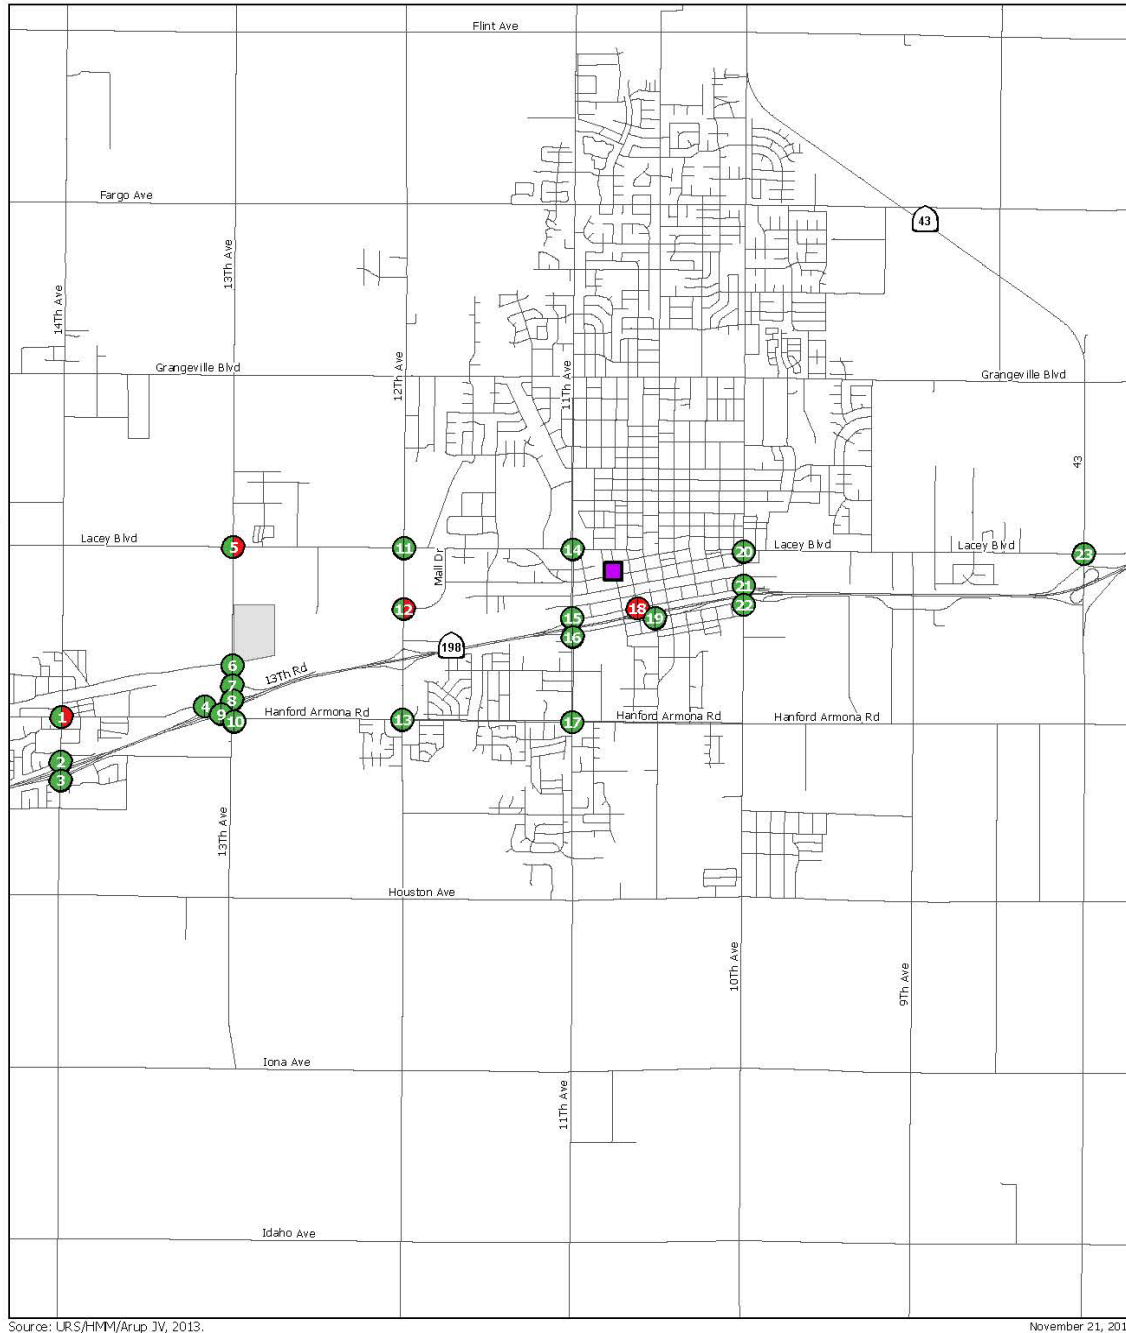 Flint Ave
Fargo Ave
43
13Th Ave
14Th Ave
12Th Ave
11Th Ave
Grangeville Blvd
Grangeville Blvd
43
Lacey Blvd
5
11
Mall Dr
14
20
Lacey Blvd
Lacey Blvd
23
21
12
18
22
15
19
16
198
6
13Th Rd
7
8
4
9
1
10
Hanford Armona Rd
13
17
Hanford Armona Rd
Hanford Armona Rd
2
3
13Th Ave
Houston Ave
10Th Ave
9Th Ave
Iona Ave
11Th Ave
Idaho Ave
Source: URS/HMM/Arup JV, 2013.
November 21, 201